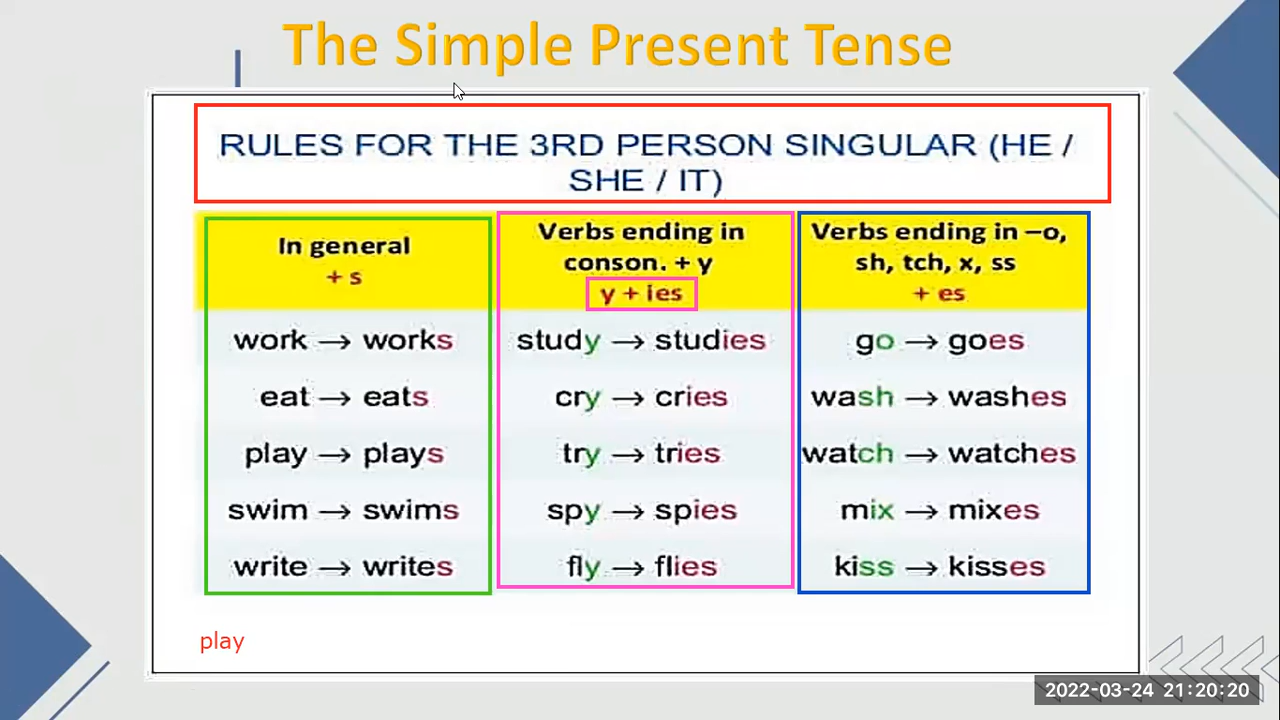 The Simple Present Tense
RULES FOR THE 3RD PERSON SINGULAR (HE /
SHE / IT)
In general
+ s
work → works
eat → eats
play → plays
swim → swims
write → writes
Verbs ending in
conson. + y
y + ies
study → studies
cry → cries
try → tries
spy → spies
fly → flies
Verbs ending in –o,
sh, tch, x, ss
+ es
go → goes
wash → washes
watch → watches
mix → mixes
kiss → kisses
play
2022-03-24 21:20:20